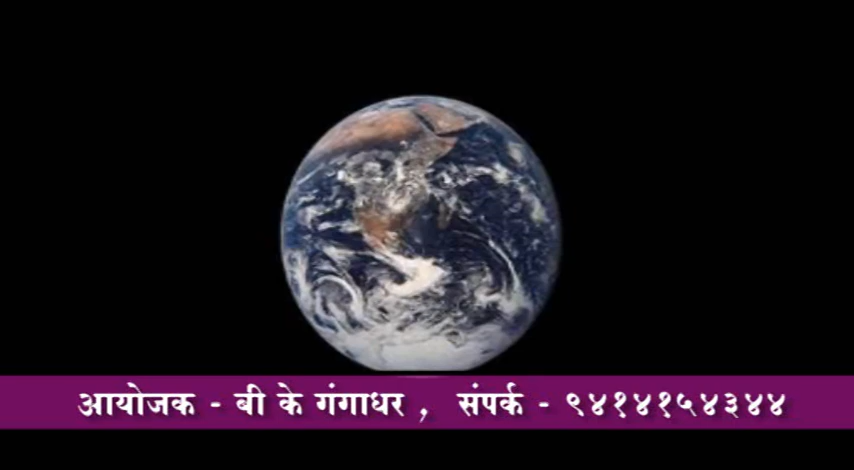 आयोजक - बी के गंगाधर , संपर्क - ९४१४१५४३४४